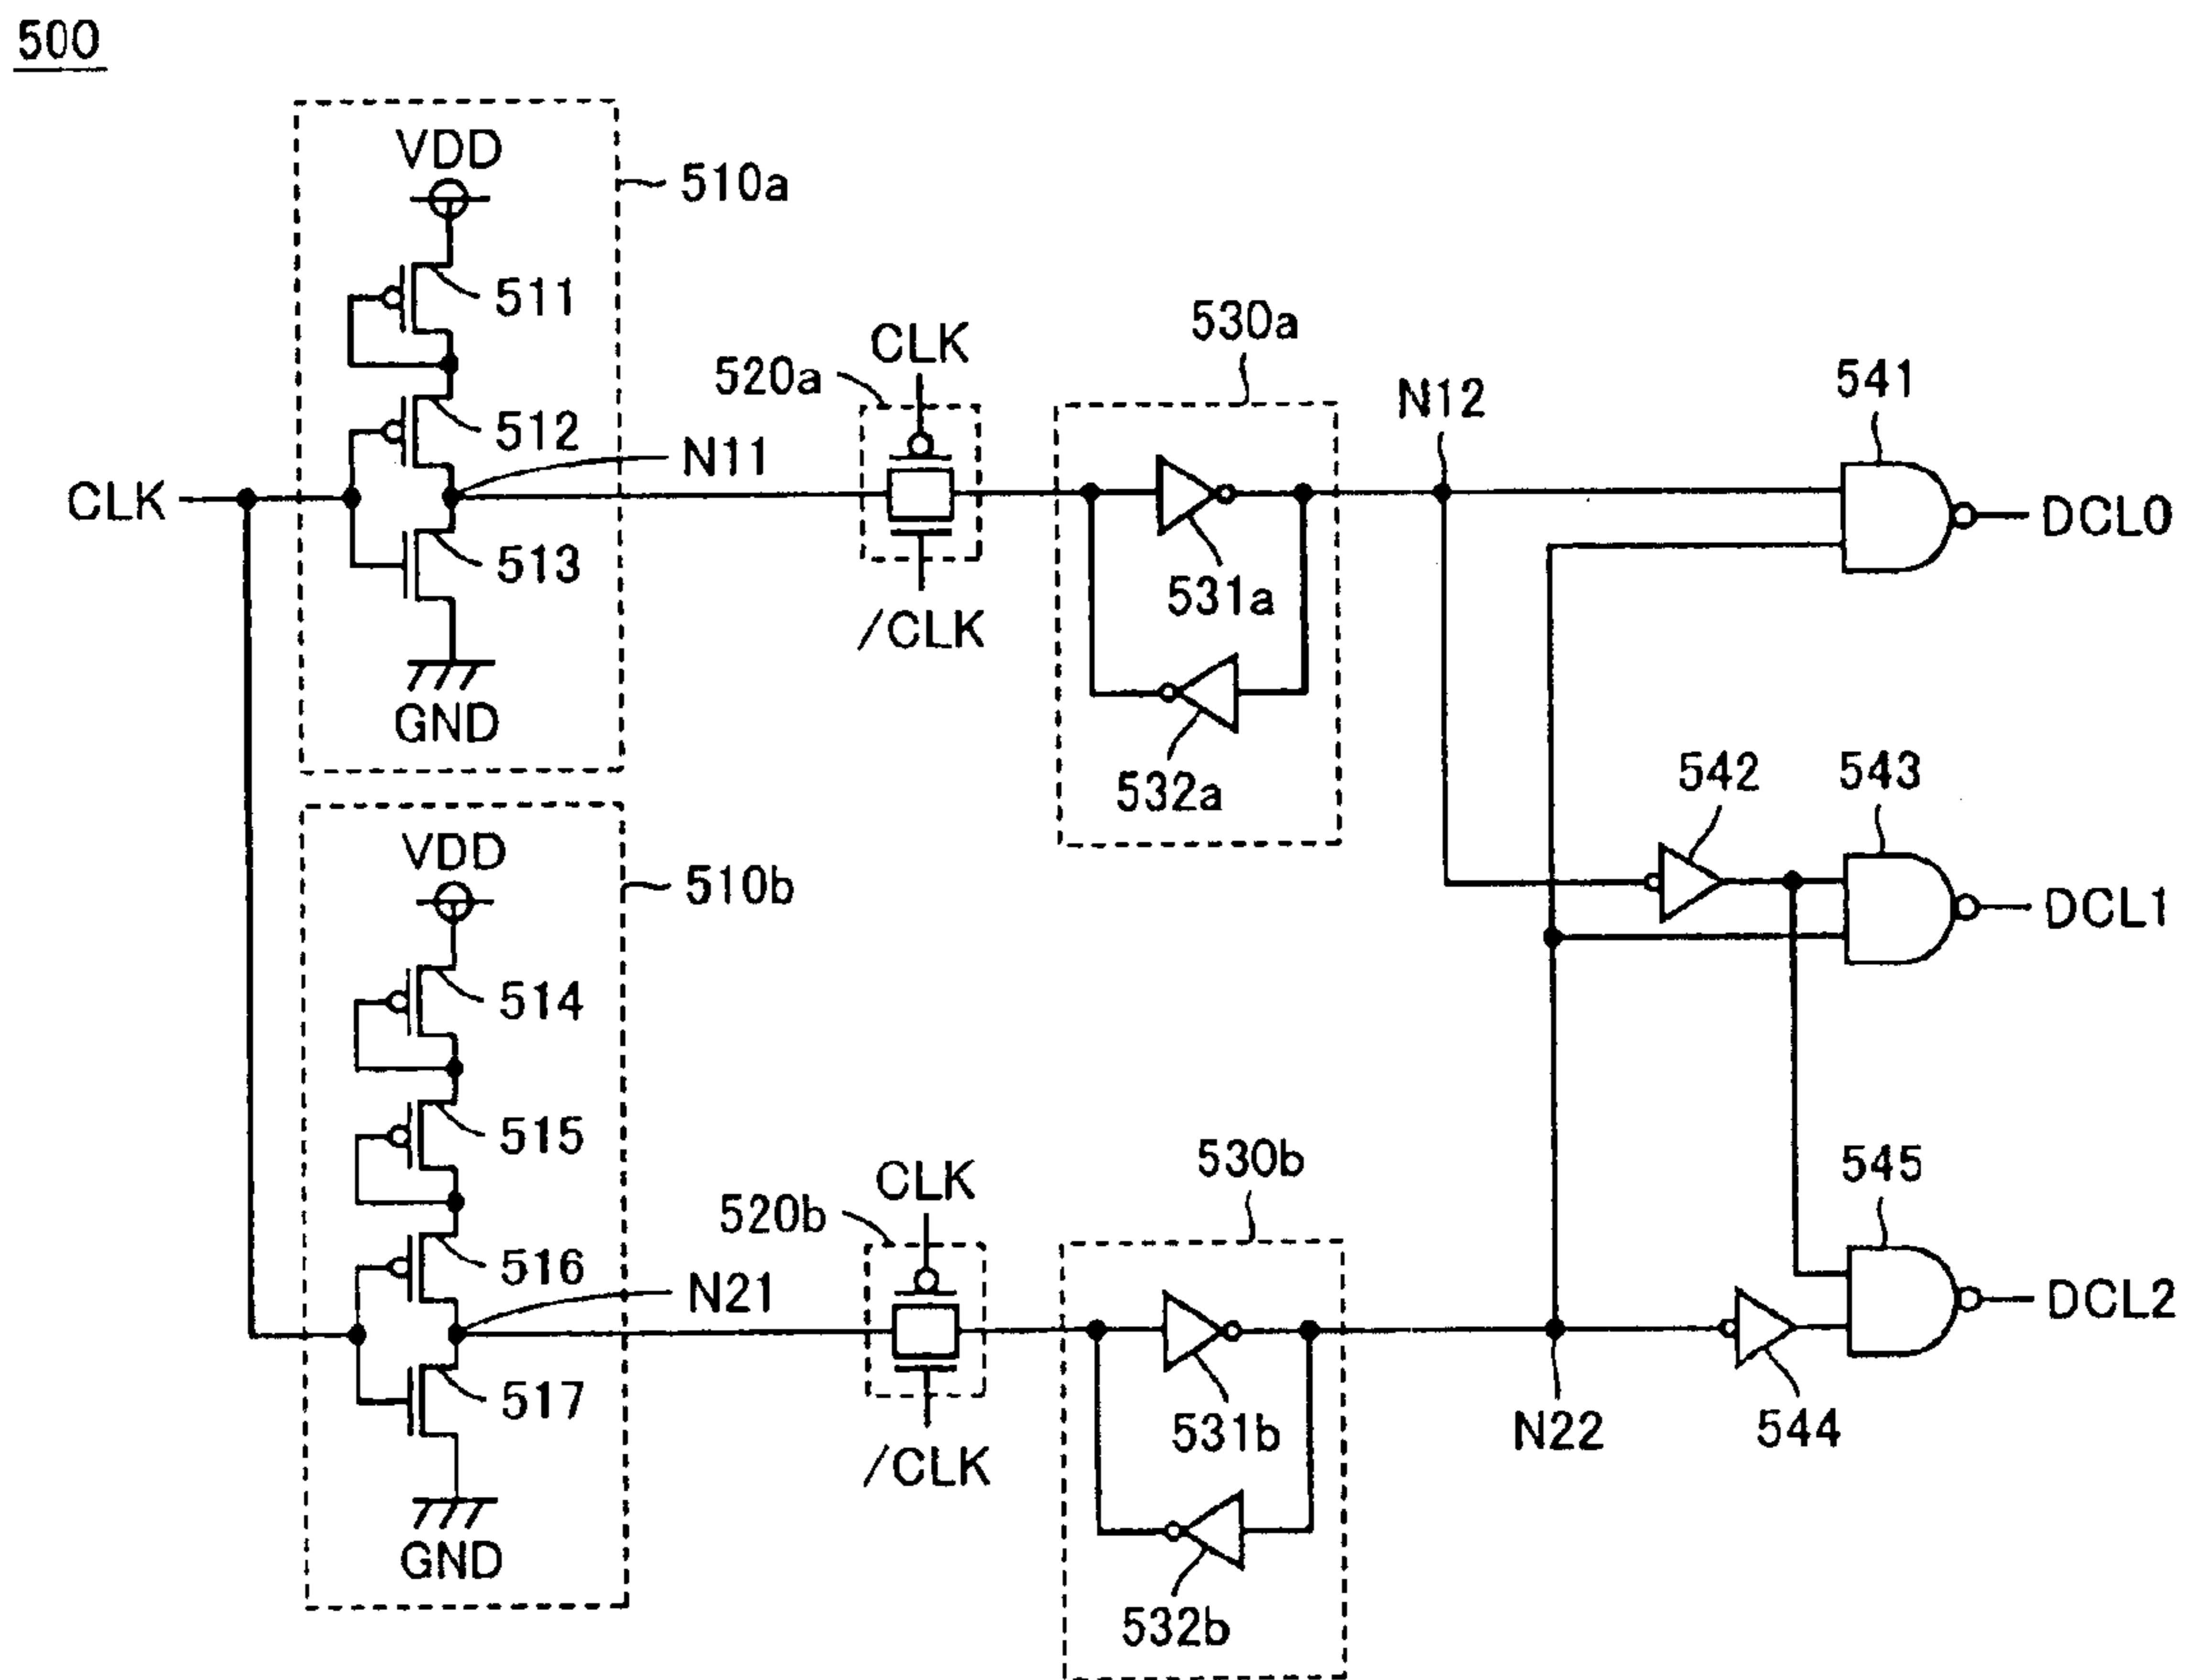 500
VDD
510a
511
512
N11
CLK
513
GND
520a
CLK
/CLK
530a
531a
532a
N12
541
DCL0
542
543
DCL1
VDD
510b
514
515
516
N21
517
GND
520b
CLK
/CLK
530b
531b
532b
N22
544
545
DCL2